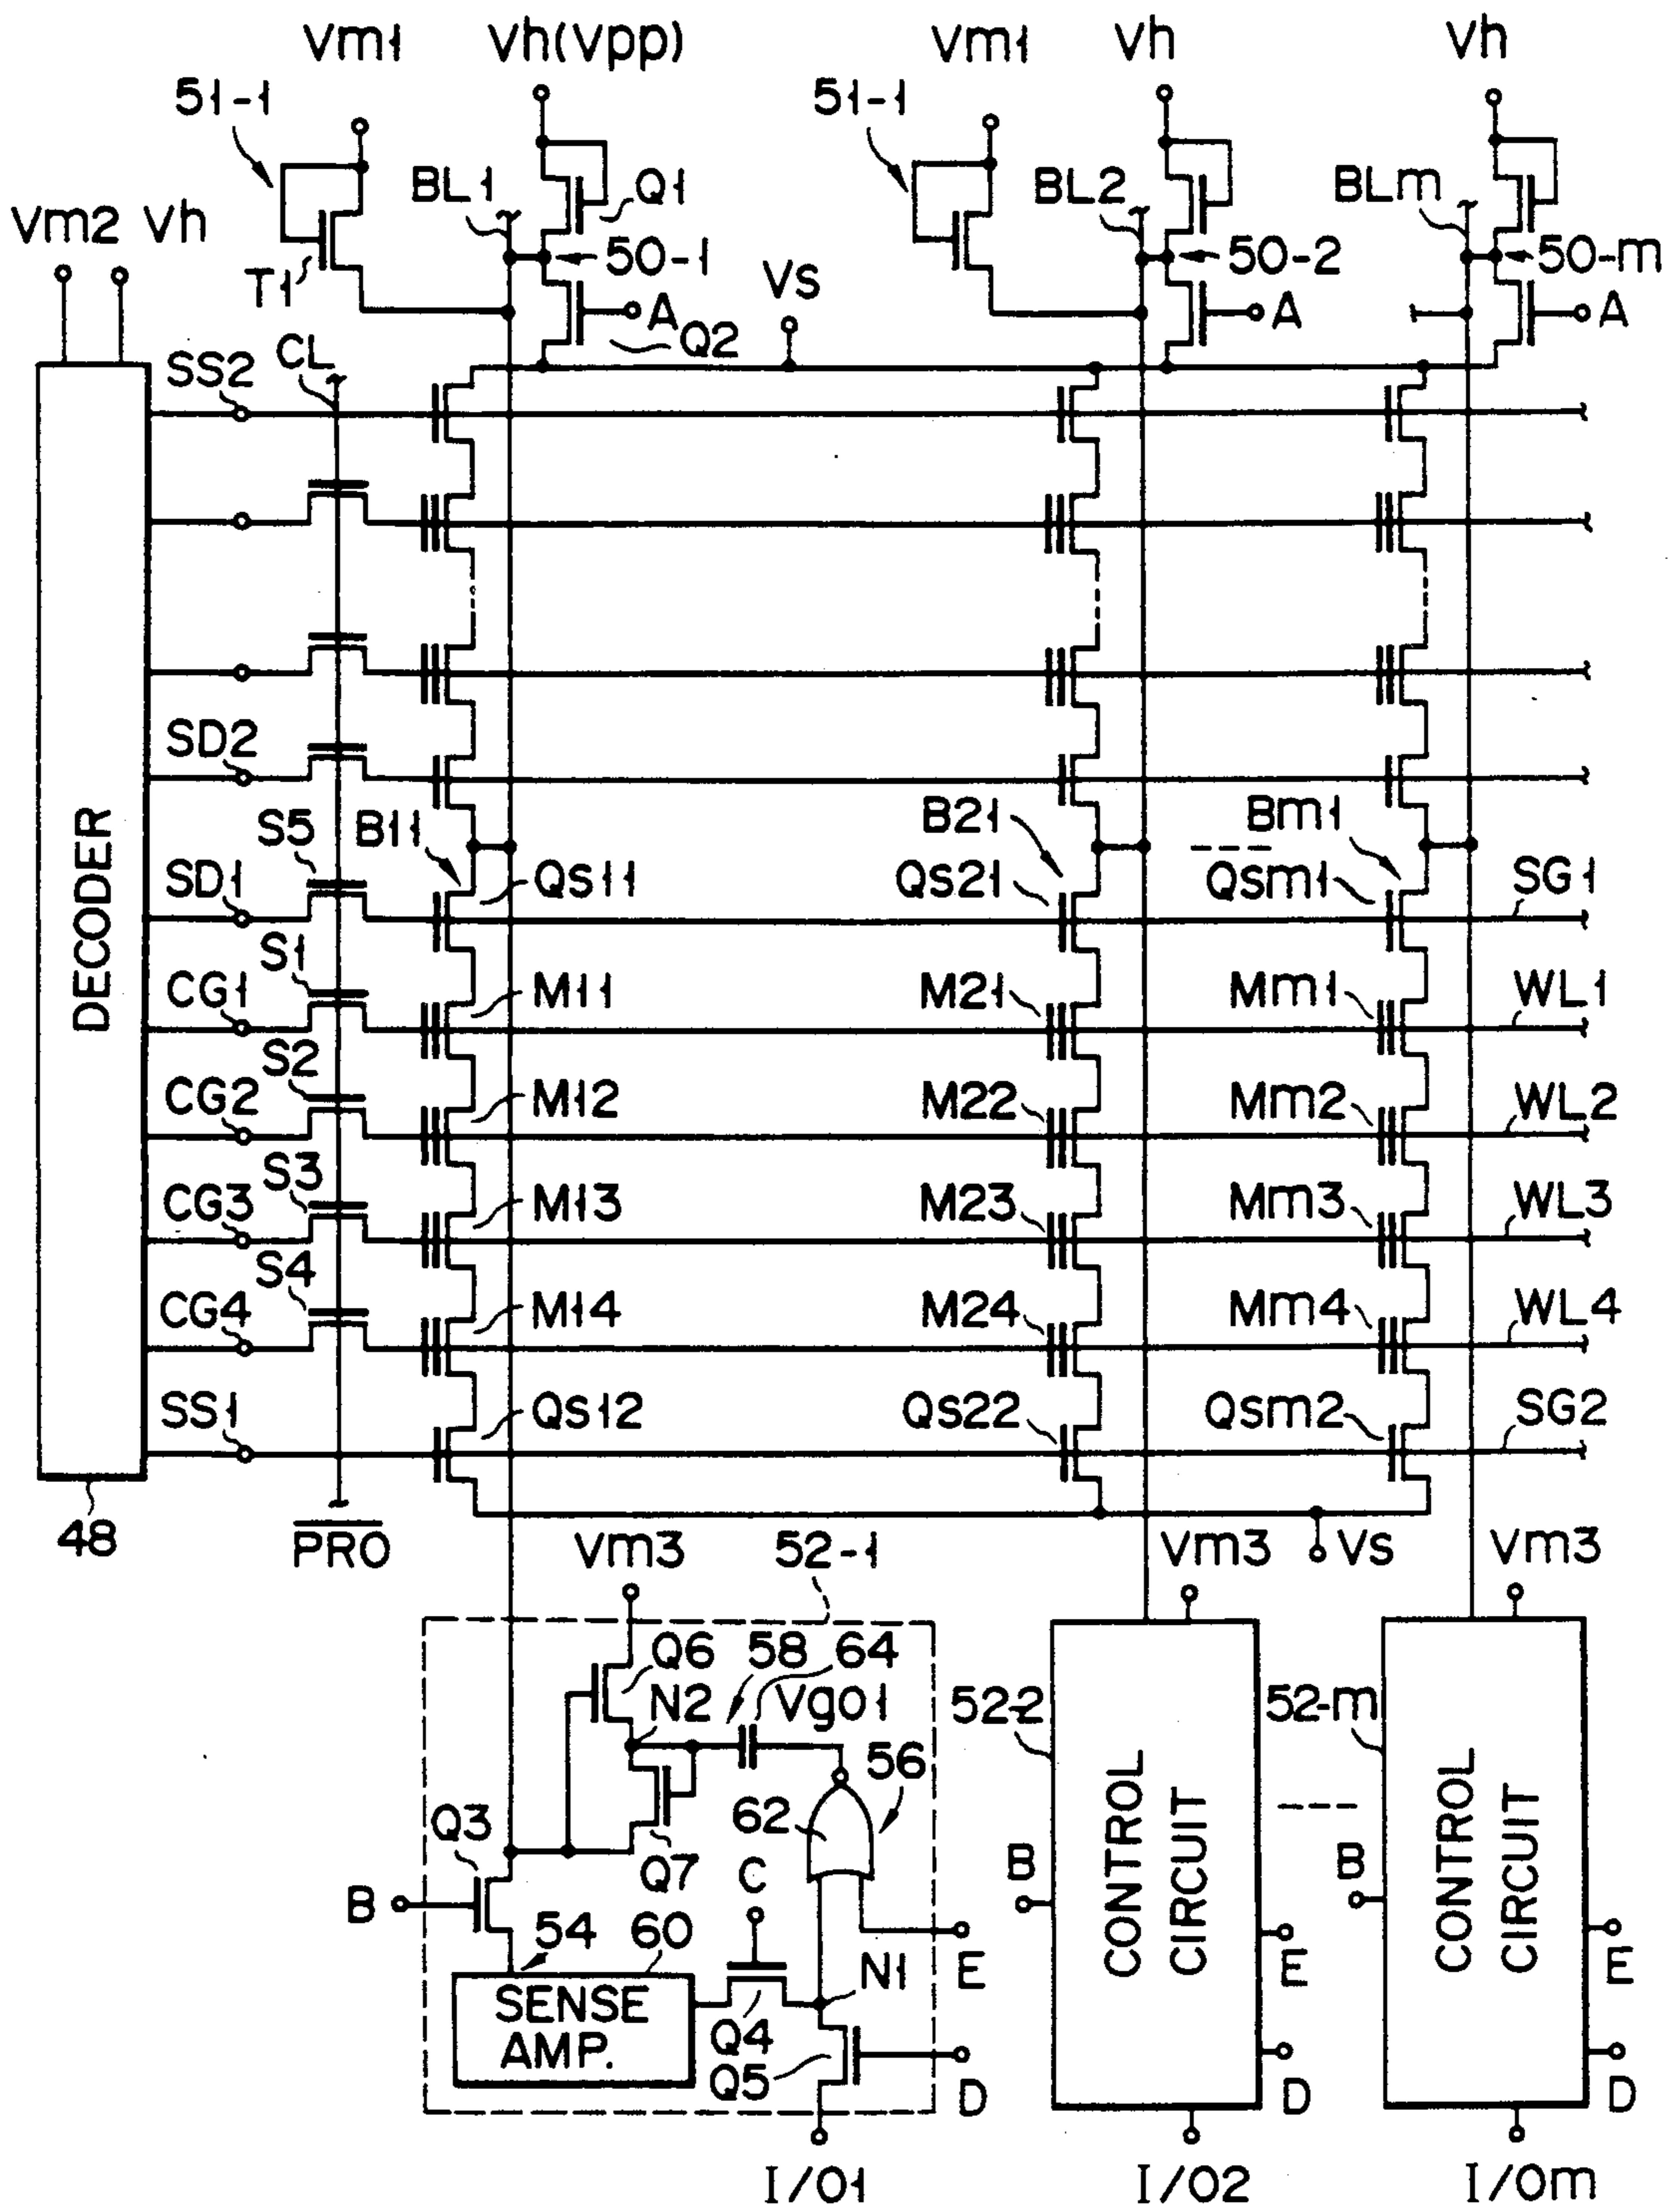 Vm1 Vh(Vpp) Vm1 Vh Vh
51-1 51-1
BL1 Q1 BL2 BLm
Vm2 Vh
T1 50-1 Vs 50-2 50-m
A A A
Q2
SS2 CL
SD2
S5 B11 B21 Bm1
SD1 Qs11 Qs21 Qsm1 SG1
S1
CG1 M11 M21 Mm1 WL1
S2
CG2 M12 M22 Mm2 WL2
S3
CG3 M13 M23 Mm3 WL3
S4
CG4 M14 M24 Mm4 WL4
SS1 Qs12 Qs22 Qsm2 SG2
DECODER
48
PRO Vm3 52-1 Vm3 Vs Vm3
Q6 58 64
N2 Vg01 52-2 52-m
56
Q3 62
Q7 C
B B B
54 60 E N1
SENSE
AMP.
Q4
Q5
D
CONTROL
CIRCUIT
E
D
CONTROL
CIRCUIT
E
D
I/01 I/02 I/0m